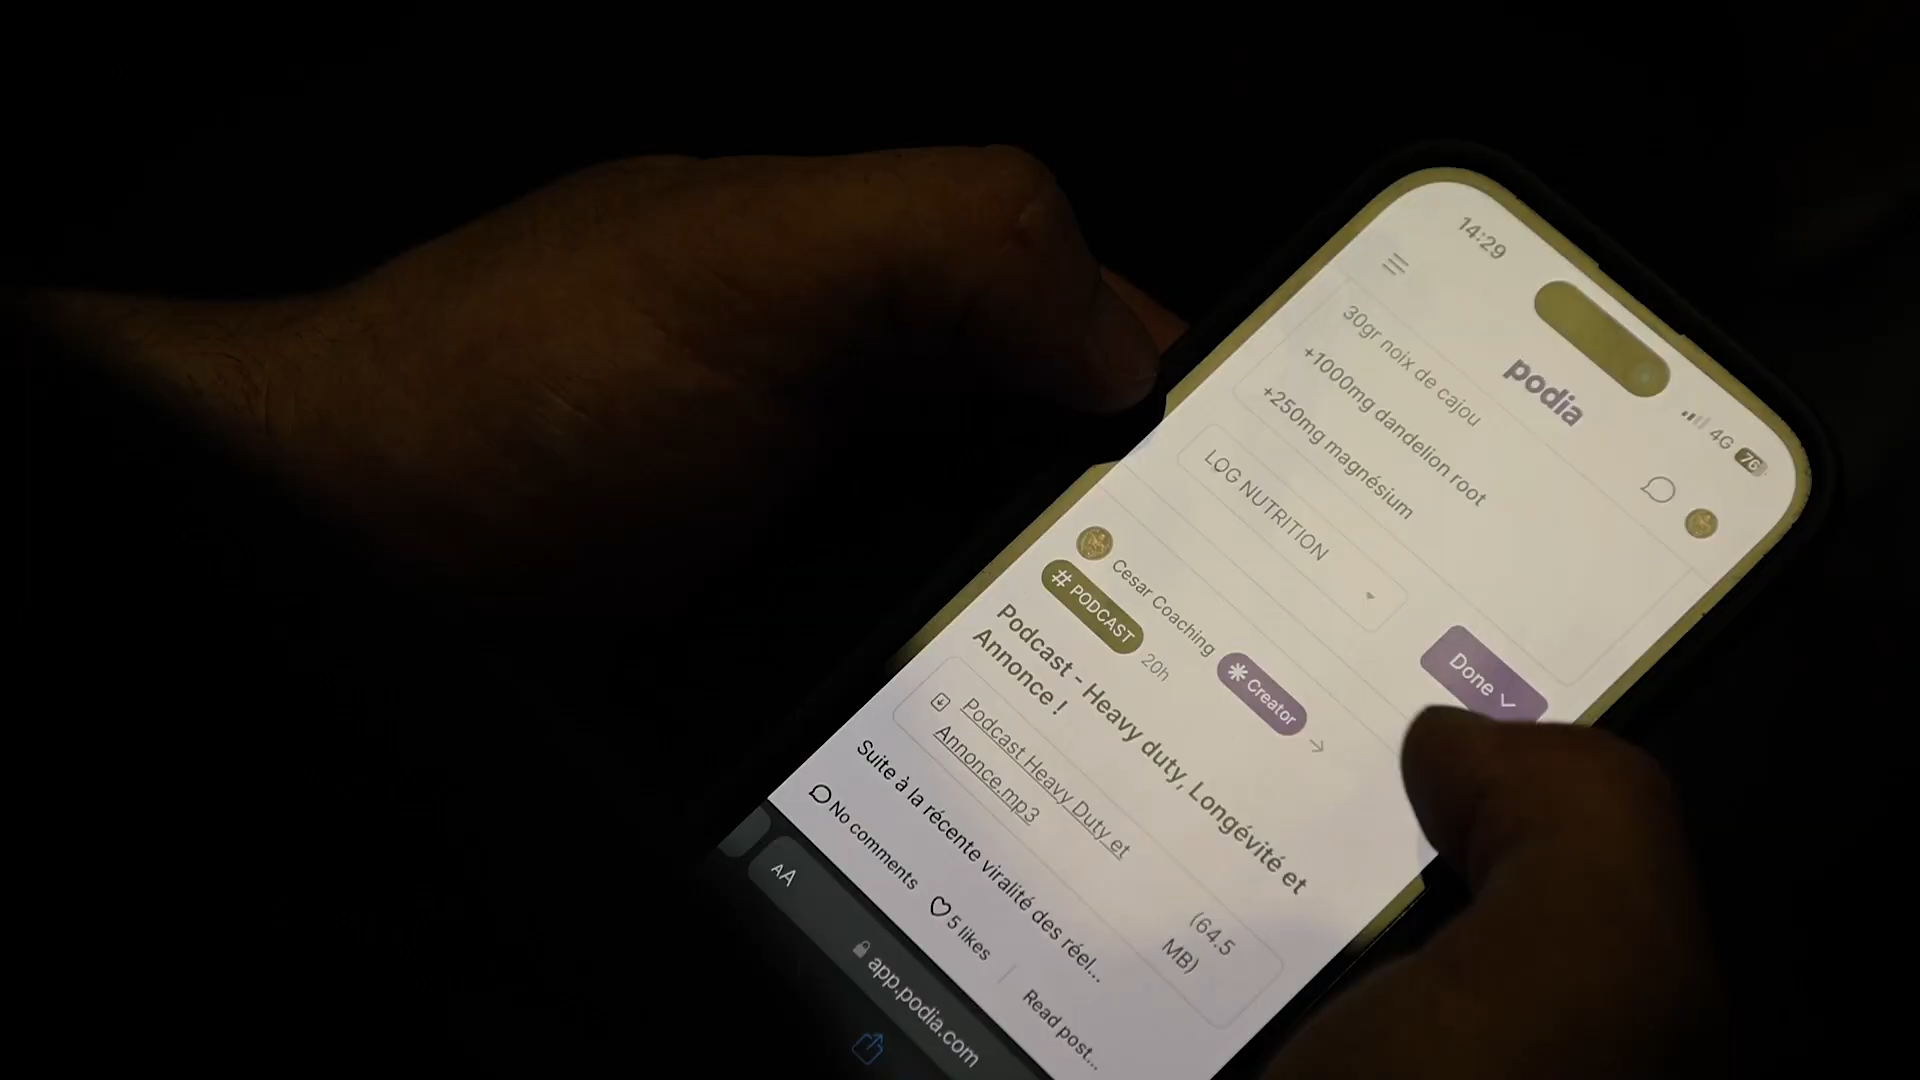 14:29
4G 76
podia
30gr noix de cajou
+1000mg dandelion root
+250mg magnésium
LOG NUTRITION
Done
Cesar Coaching
Creator
# PODCAST
20h
Podcast - Heavy duty, Longévité et
Annonce !
Podcast Heavy Duty et
Annonce.mp3
(64.5
MB)
Suite à la récente viralité des réel...
No comments
5 likes
Read post...
AA
app.podia.com